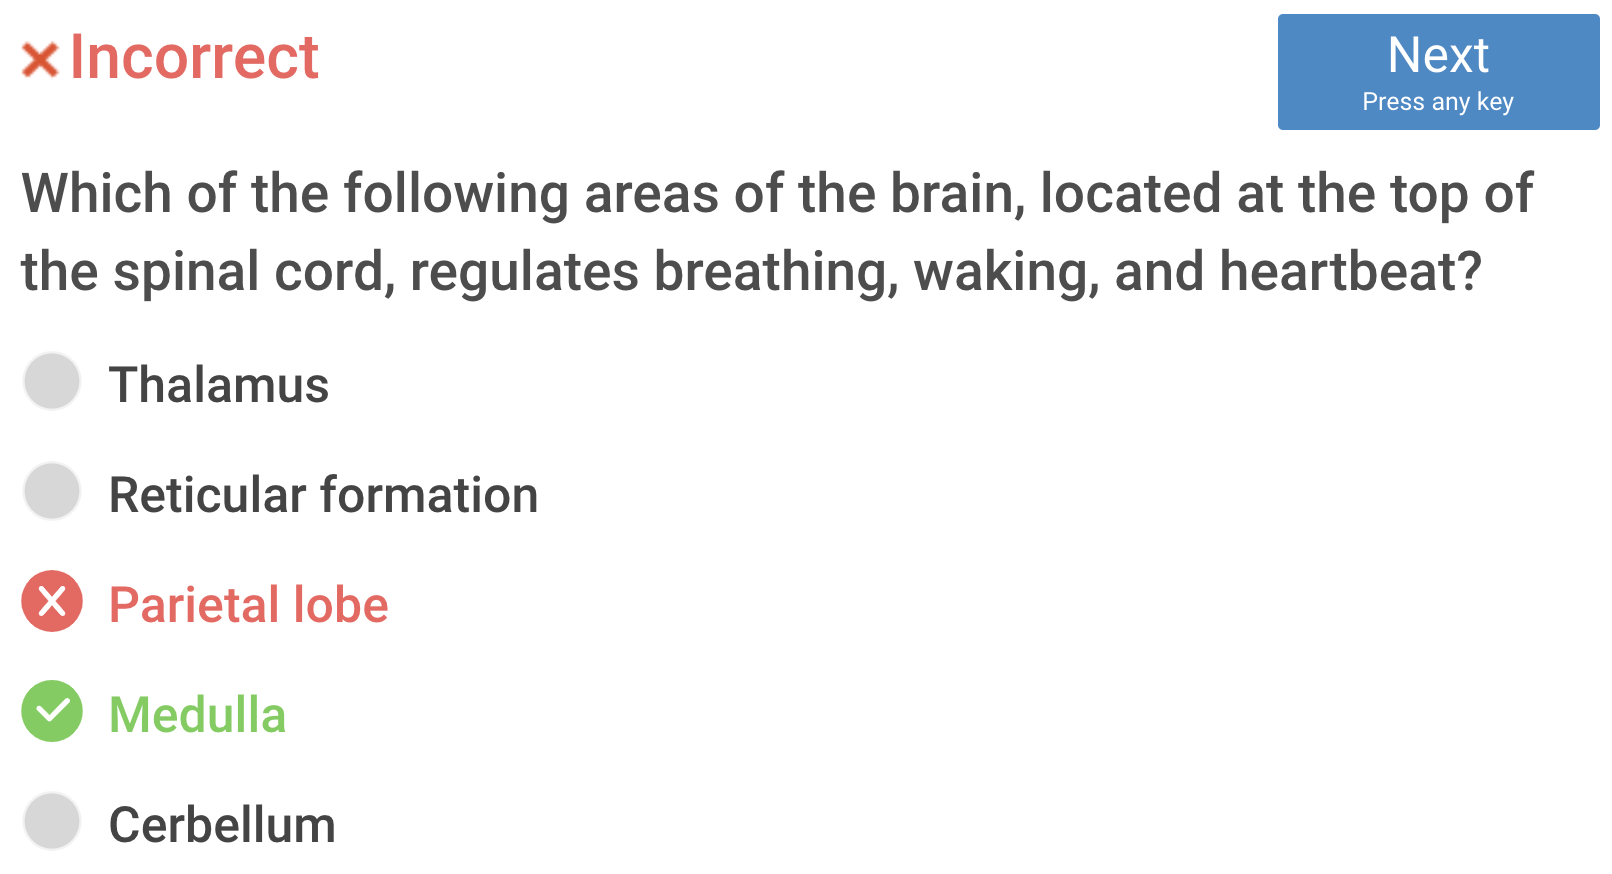 Incorrect
Next
Press any key
Which of the following areas of the brain, located at the top of
the spinal cord, regulates breathing, waking, and heartbeat?
Thalamus
Reticular formation
Parietal lobe
Medulla
Cerbellum